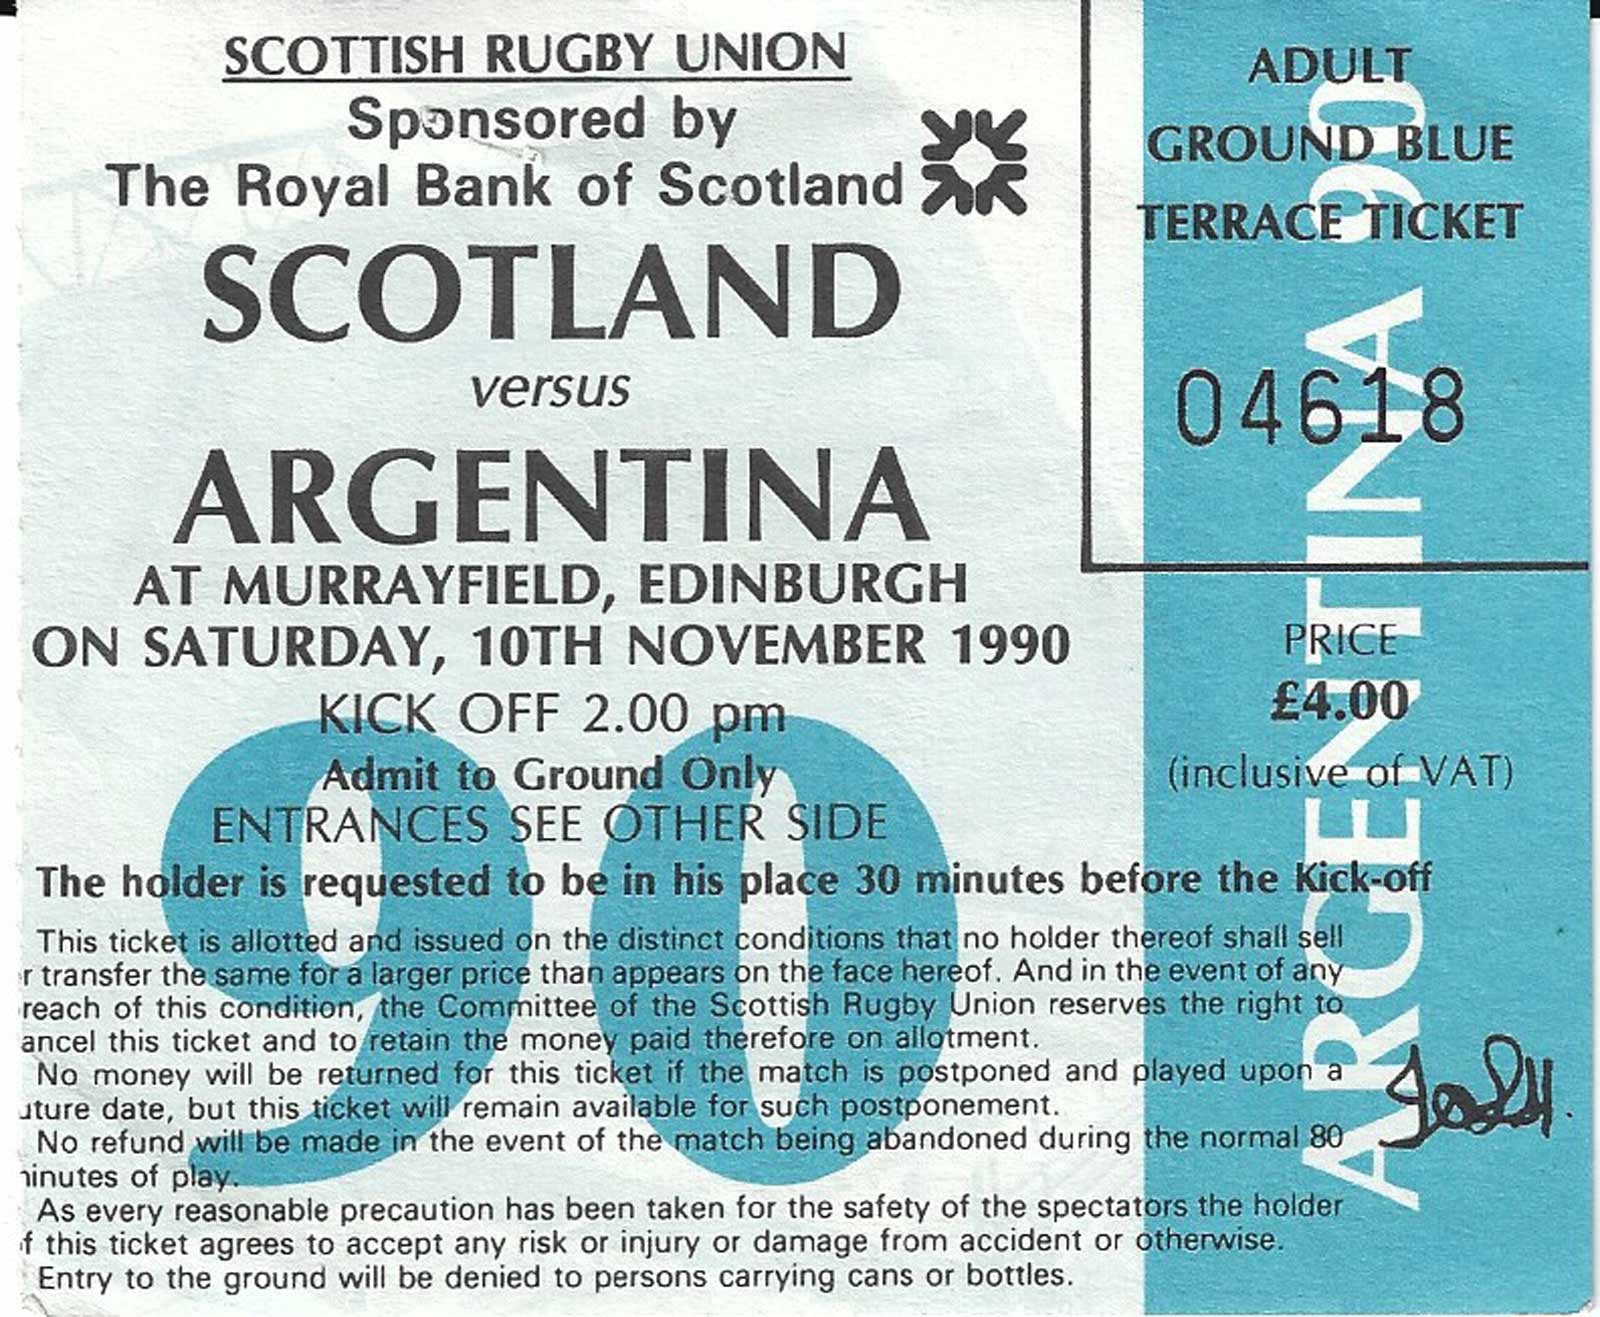 SCOTTISH RUGBY UNION
Sponsored by
The Royal Bank of Scotland
SCOTLAND
versus
ARGENTINA
AT MURRAYFIELD, EDINBURGH
ON SATURDAY, 10TH NOVEMBER 1990
KICK OFF 2.00 pm
Admit to Ground Only
ENTRANCES SEE OTHER SIDE
The holder is requested to be in his place 30 minutes before the Kick-off
This ticket is allotted and issued on the distinct conditions that no holder thereof shall sell
r transfer the same for a larger price than appears on the face hereof. And in the event of any
reach of this condition, the Committee of the Scottish Rugby Union reserves the right to
ancel this ticket and to retain the money paid therefore on allotment.
No money will be returned for this ticket if the match is postponed and played upon a
uture date, but this ticket will remain available for such postponement.
No refund will be made in the event of the match being abandoned during the normal 80
inutes of play.
As every reasonable precaution has been taken for the safety of the spectators the holder
f this ticket agrees to accept any risk or injury or damage from accident or otherwise.
Entry to the ground will be denied to persons carrying cans or bottles.
90
ADULT
GROUND BLUE
TERRACE TICKET
04618
PRICE
£4.00
(inclusive of VAT)
ARGENTINA 90